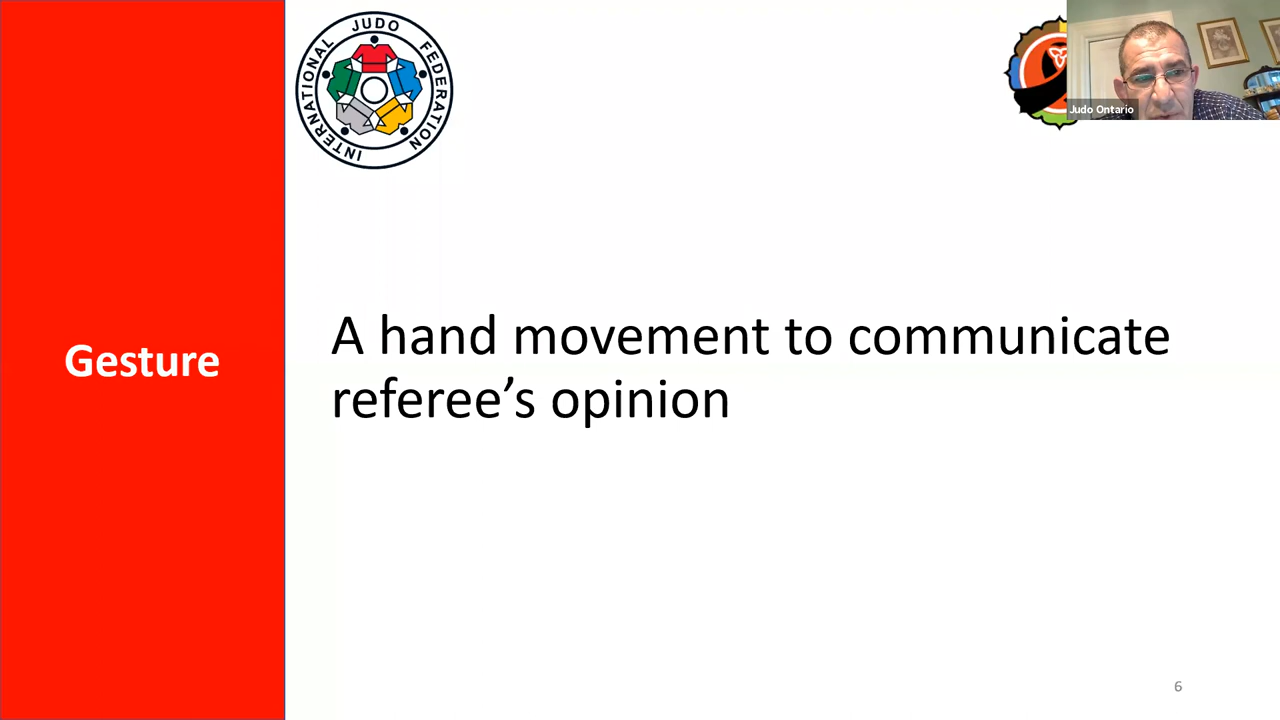 INTERNATIONAL JUDO FEDERATION
Judo Ontario
Gesture
A hand movement to communicate
referee’s opinion
6